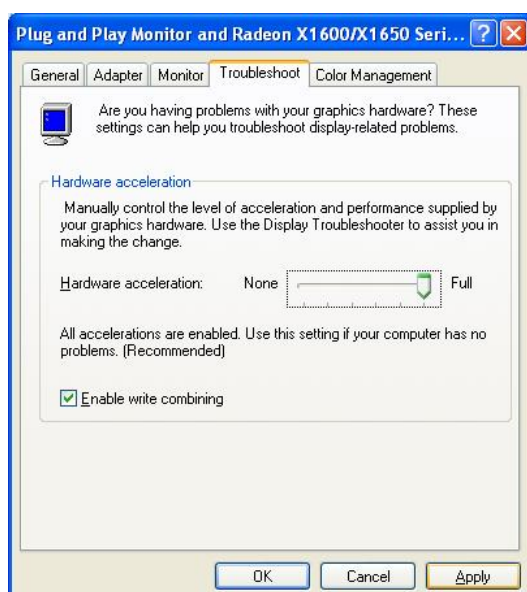 Plug and Play Monitor and Radeon X1600/X1650 Seri...
General Adapter Monitor Troubleshoot Color Management
Are you having problems with your graphics hardware? These
settings can help you troubleshoot display-related problems.
Hardware acceleration
Manually control the level of acceleration and performance supplied by
your graphics hardware. Use the Display Troubleshooter to assist you in
making the change.
Hardware acceleration: None Full
All accelerations are enabled. Use this setting if your computer has no
problems. (Recommended)
Enable write combining
OK Cancel Apply